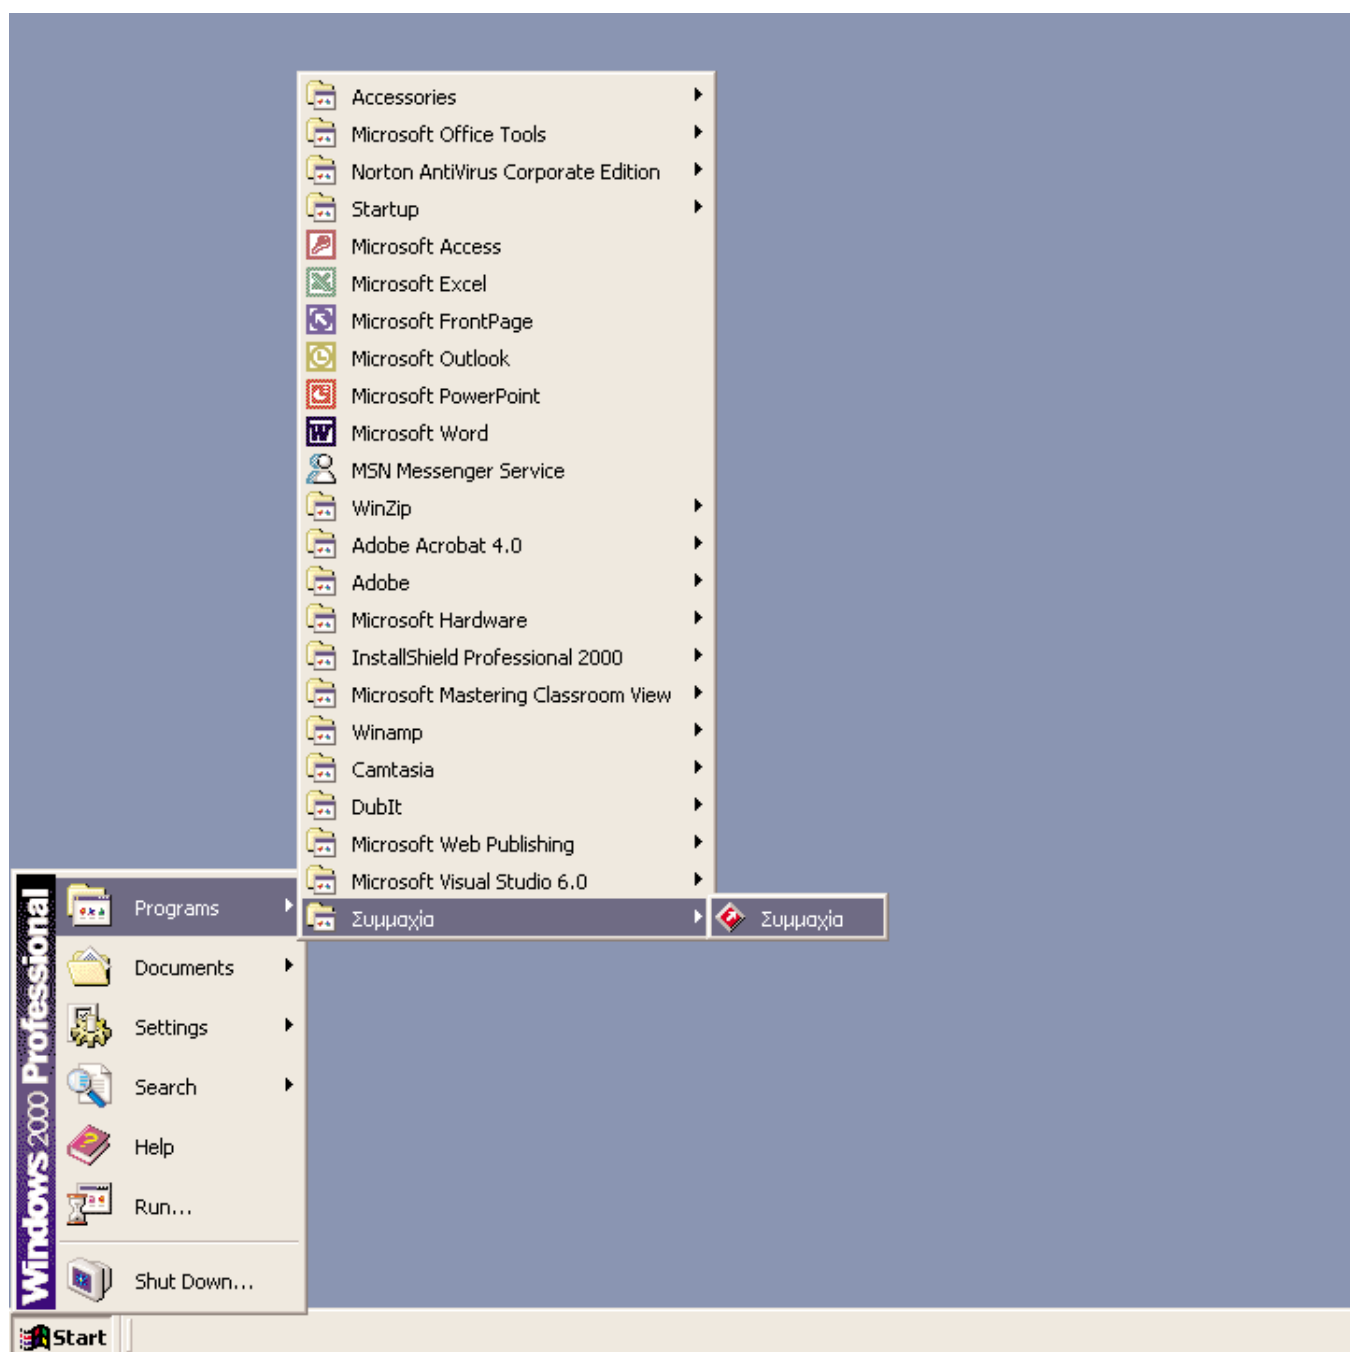 Accessories
Microsoft Office Tools
Norton AntiVirus Corporate Edition
Startup
Microsoft Access
Microsoft Excel
Microsoft FrontPage
Microsoft Outlook
Microsoft PowerPoint
Microsoft Word
MSN Messenger Service
WinZip
Adobe Acrobat 4.0
Adobe
Microsoft Hardware
InstallShield Professional 2000
Microsoft Mastering Classroom View
Winamp
Camtasia
DubIt
Microsoft Web Publishing
Microsoft Visual Studio 6.0
Συμμαχία
Συμμαχία
Programs
Documents
Settings
Search
Help
Run...
Shut Down...
Windows 2000 Professional
Start